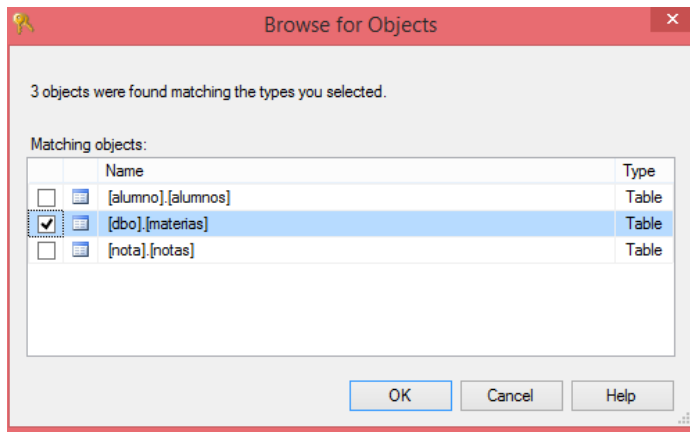 Browse for Objects
3 objects were found matching the types you selected.
Matching objects:
Name Type
[alumno].[alumnos] Table
[dbo].[materias] Table
[nota].[notas] Table
OK Cancel Help